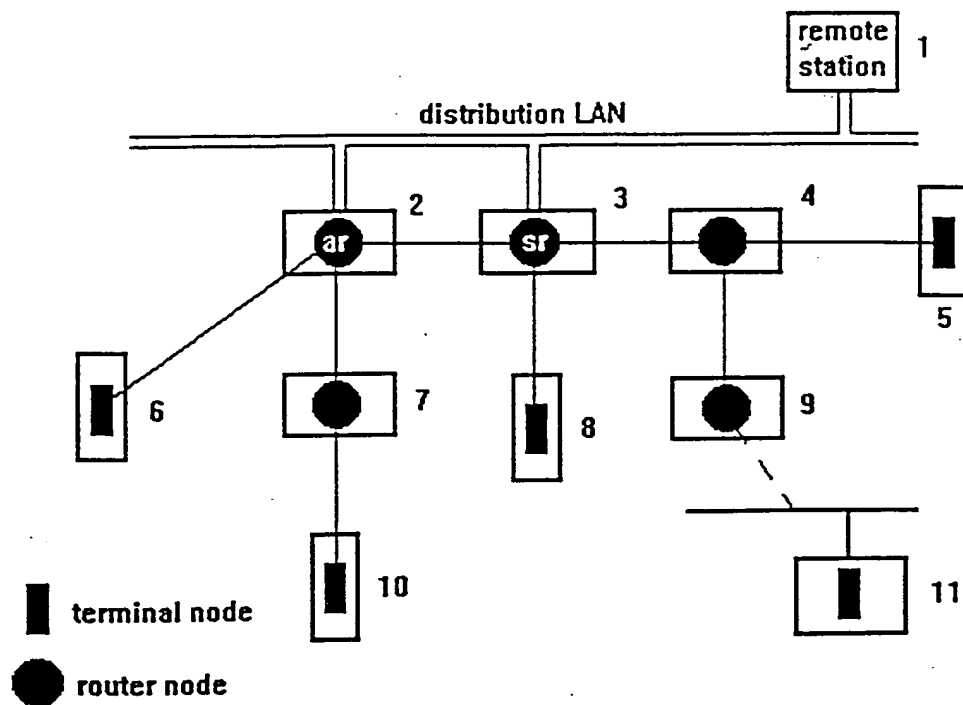 remote
station
1
distribution LAN
2
3
4
ar
sr
5
6
7
8
9
10
11
terminal node
router node